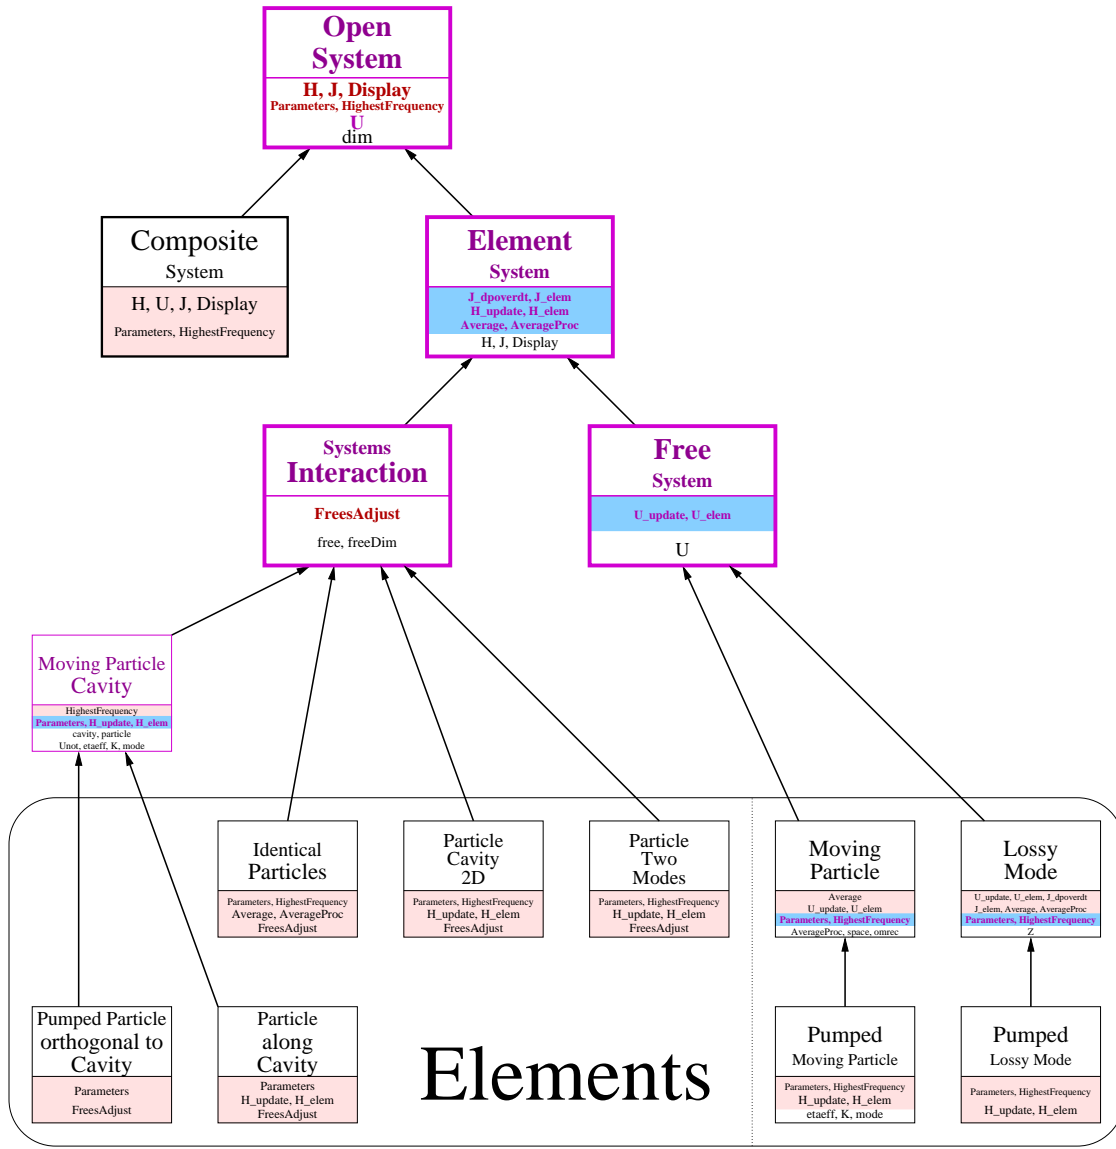 Open
System
H, J, Display
Parameters, HighestFrequency
U
dim
Composite
System
H, U, J, Display
Parameters, HighestFrequency
Element
System
J_dpoverdt, J_elem
H_update, H_elem
Average, AverageProc
H, J, Display
Systems
Interaction
FreesAdjust
free, freeDim
Free
System
U_update, U_elem
U
Moving Particle
Cavity
HighestFrequency
Parameters, H_update, H_elem
cavity, particle
Unot, etaeff, K, mode
Identical
Particles
Parameters, HighestFrequency
Average, AverageProc
FreesAdjust
Particle
Cavity
2D
Parameters, HighestFrequency
H_update, H_elem
FreesAdjust
Particle
Two
Modes
Parameters, HighestFrequency
H_update, H_elem
FreesAdjust
Moving
Particle
Average
U_update, U_elem
Parameters, HighestFrequency
AverageProc, space, omrec
Lossy
Mode
U_update, U_elem, J_dpoverdt
J_elem, Average, AverageProc
Parameters, HighestFrequency
Z
Pumped Particle
orthogonal to
Cavity
Parameters
FreesAdjust
Particle
along
Cavity
Parameters
H_update, H_elem
FreesAdjust
Elements
Pumped
Moving Particle
Parameters, HighestFrequency
H_update, H_elem
etaeff, K, mode
Pumped
Lossy Mode
Parameters, HighestFrequency
H_update, H_elem